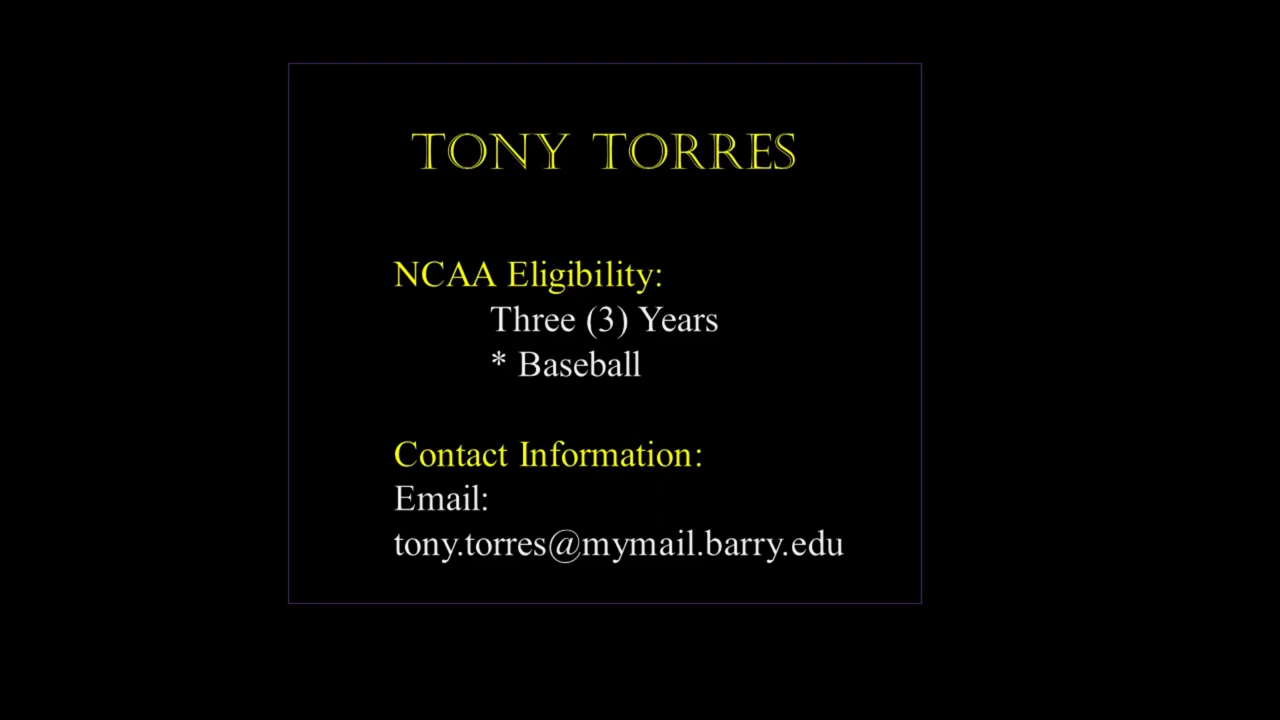 TONY TORRES
NCAA Eligibility:
Three (3) Years
* Baseball
Contact Information:
Email:
tony.torres@mymail.barry.edu